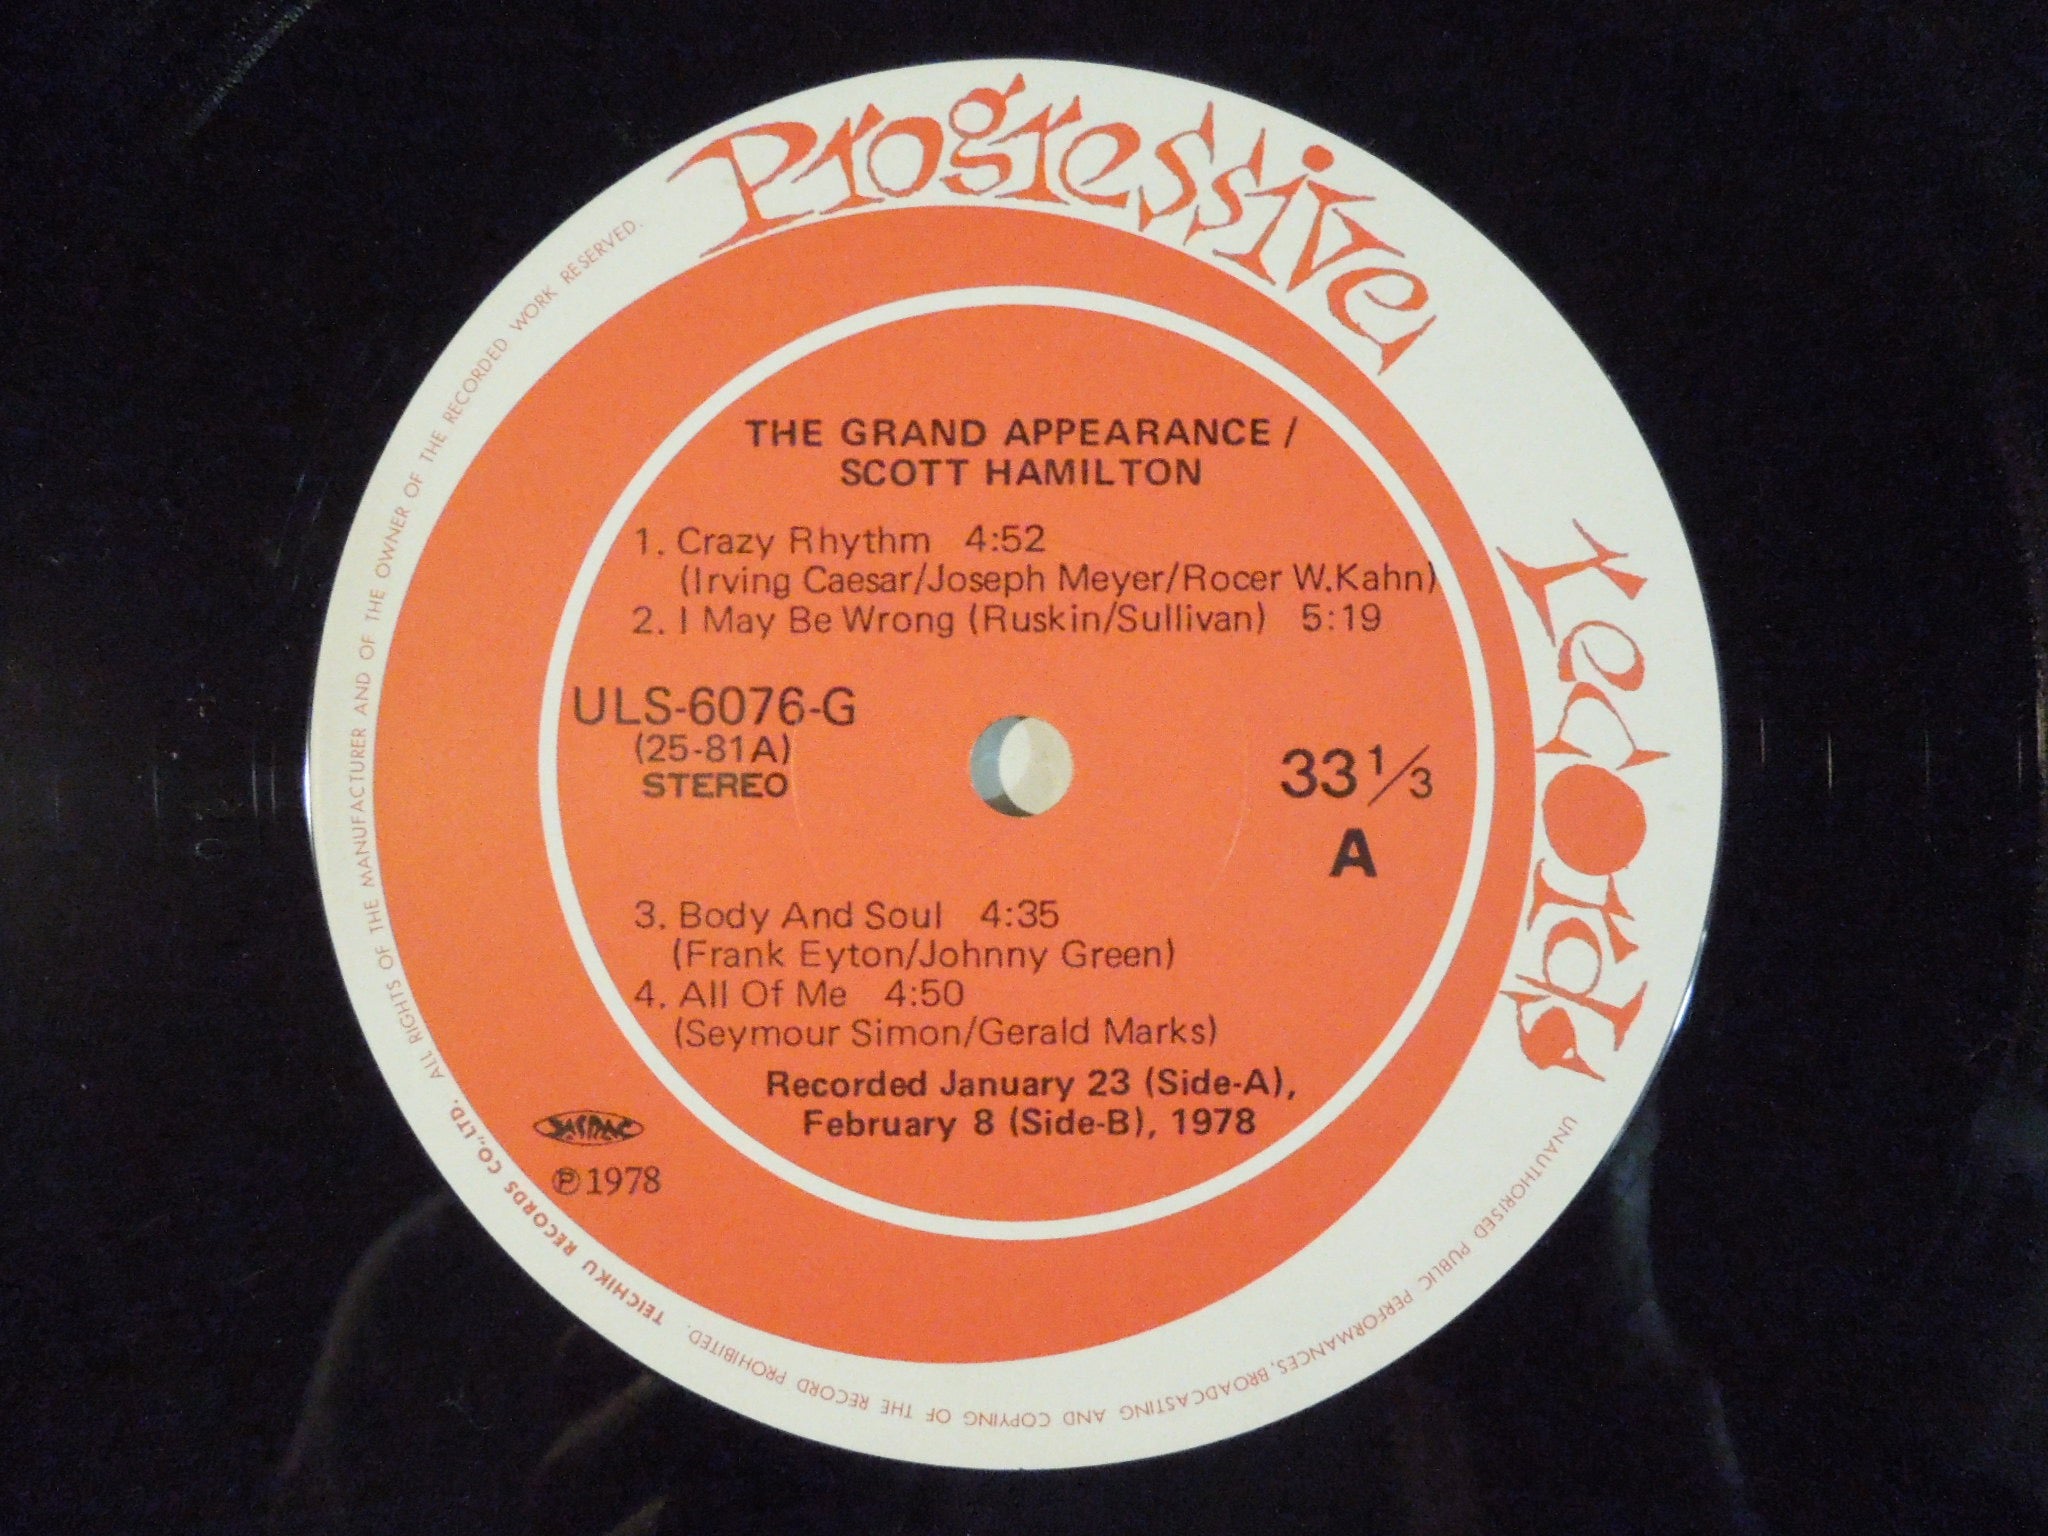 Progressive
records
THE GRAND APPEARANCE /
SCOTT HAMILTON
1. Crazy Rhythm 4:52
(Irving Caesar/Joseph Meyer/Rocer W.Kahn)
2. I May Be Wrong (Ruskin/Sullivan) 5:19
ULS-6076-G
(25-81A)
STEREO
33 1/3
A
3. Body And Soul 4:35
(Frank Eyton/Johnny Green)
4. All Of Me 4:50
(Seymour Simon/Gerald Marks)
Recorded January 23 (Side-A),
February 8 (Side-B), 1978
JASRAC
℗1978
TEICHIKU RECORDS CO.,LTD. ALL RIGHTS OF THE MANUFACTURER AND OF THE OWNER OF THE RECORDED WORK RESERVED.
UNAUTHORISED PUBLIC PERFORMANCES, BROADCASTING AND COPYING OF THE RECORD PROHIBITED.